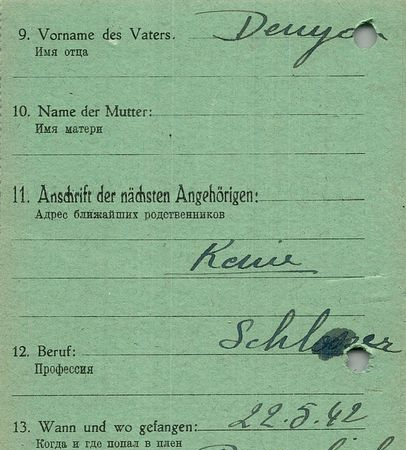 9. Vorname des Vaters.
Имя отца
10. Name der Mutter:
Имя матери
11. Anschrift der nächsten Angehörigen:
Адрес ближайших родственников
Keine
Schlosser
12. Beruf:
Профессия
22.5.42
13. Wann und wo gefangen:
Когда и где попал в плен